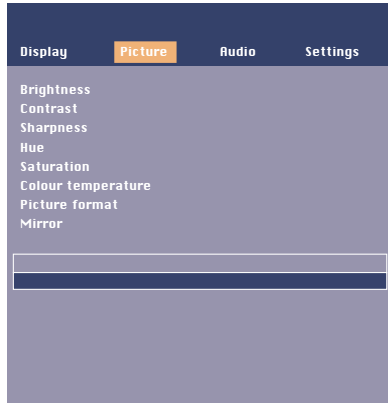 Display Picture Audio Settings
Brightness
Contrast
Sharpness
Hue
Saturation
Colour temperature
Picture format
Mirror